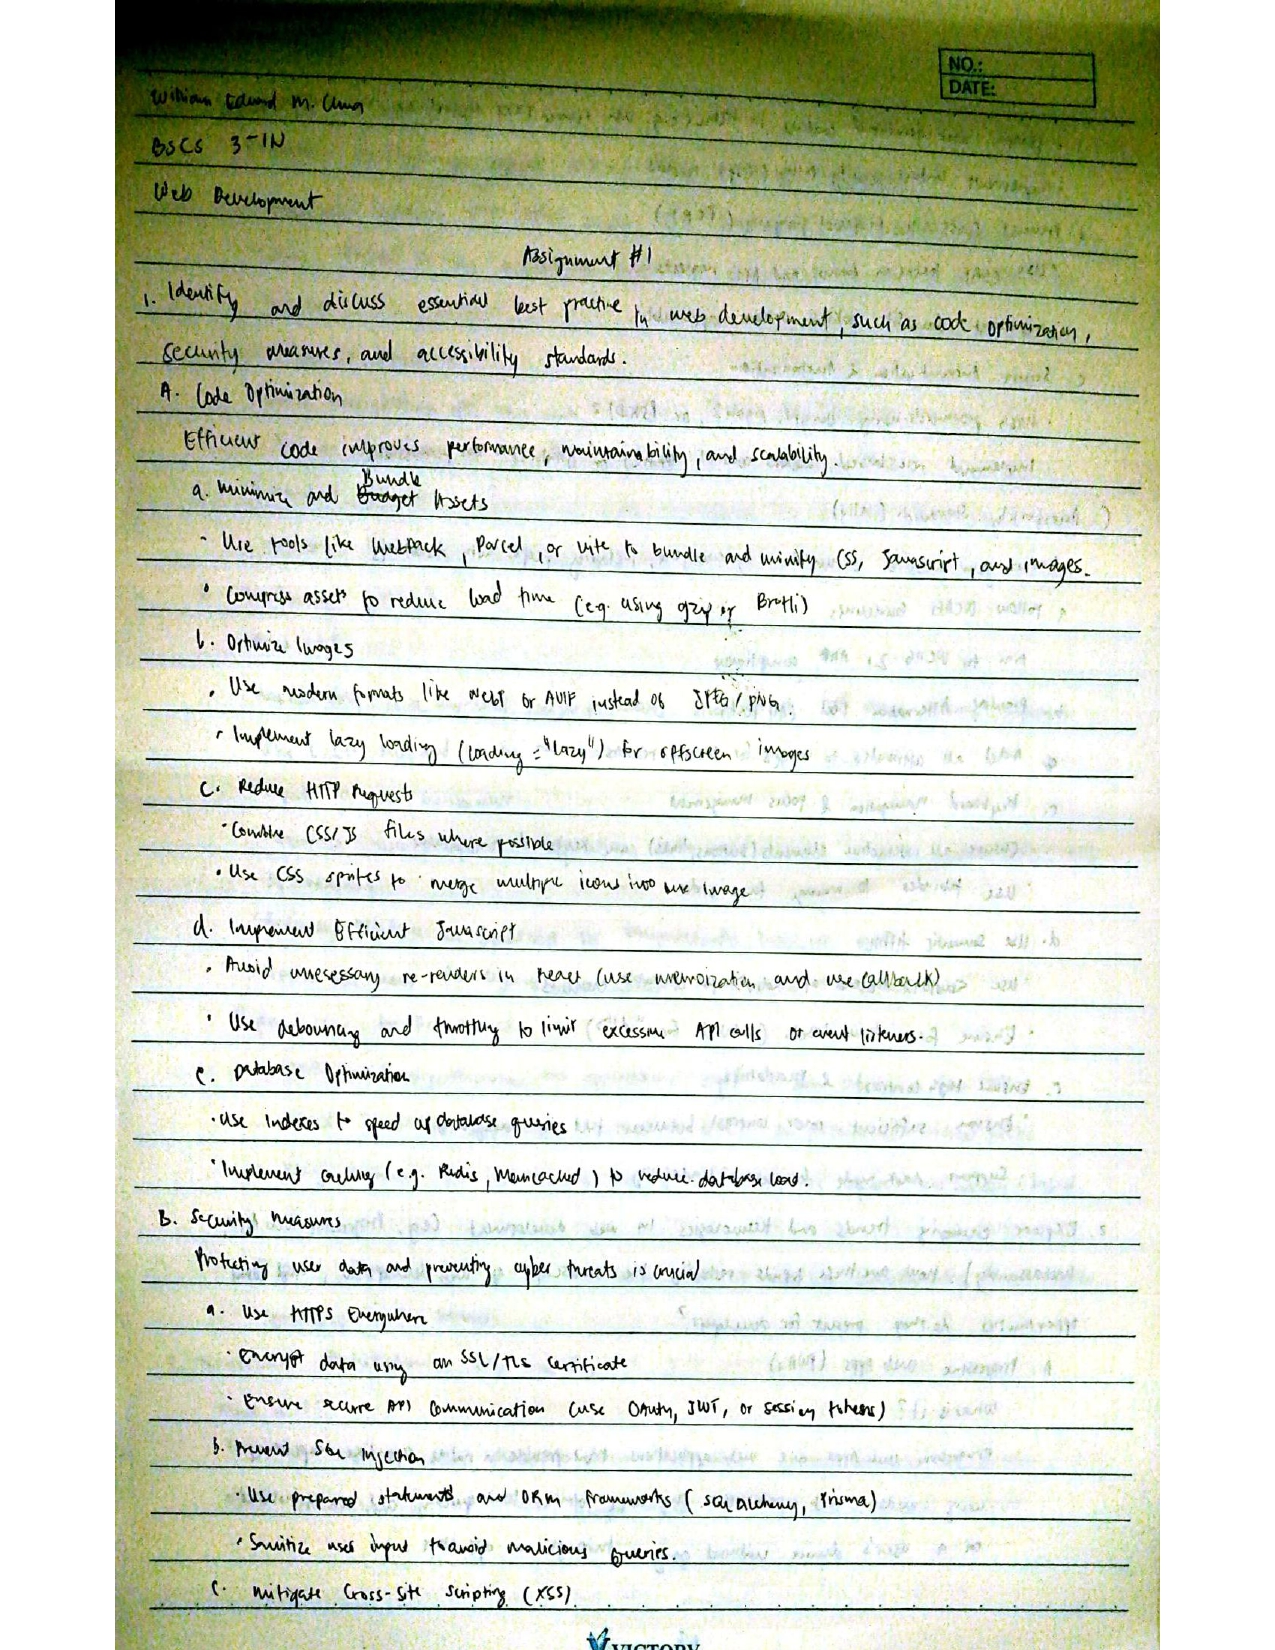 NO.:
DATE:
William Edward M.
BSCS 3-1N
Web Development
Assignment #1
1. Identify and discuss essential best practice in web development, such as code optimization,
security measures, and accessibility standards.
A. Code Optimization
Efficient code improves performance, maintainability, and scalability.
Bundle
a. Minimize and Budget Assets
- Use tools like Webpack, Parcel, or vite to bundle and minify CSS, Javascript, and images.
• Compress assets to reduce load time (e.g. using gzip or Brotli)
b. Optimize Images
• Use modern formats like WebP or AVIF instead of JPEG/PNG.
• Implement lazy loading (loading = "lazy") for offscreen images
c. Reduce HTTP Requests
• Combine CSS/JS files where possible
• Use CSS sprites to merge multiple icons into one image
d. Implement Efficient Javascript
• Avoid unnecessary re-renders in React (use memoization and use Callback)
• Use debouncing and throttling to limit excessive API calls or event listeners.
e. Database Optimization
• Use Indexes to speed up database queries
• Implement caching (e.g. Redis, Memcached) to reduce database load.
B. Security Measures
Protecting user data and preventing cyber threats is crucial
a. Use HTTPS Everywhere
• Encrypt data using an SSL/TLS certificate
• Ensure secure API Communication (use OAuth, JWT, or session tokens)
b. Prevent SQL Injection
• Use prepared statements and ORM frameworks (SQLAlchemy, Prisma)
• Sanitize user input to avoid malicious queries.
c. Mitigate Cross-Site Scripting (XSS)
VICTORY